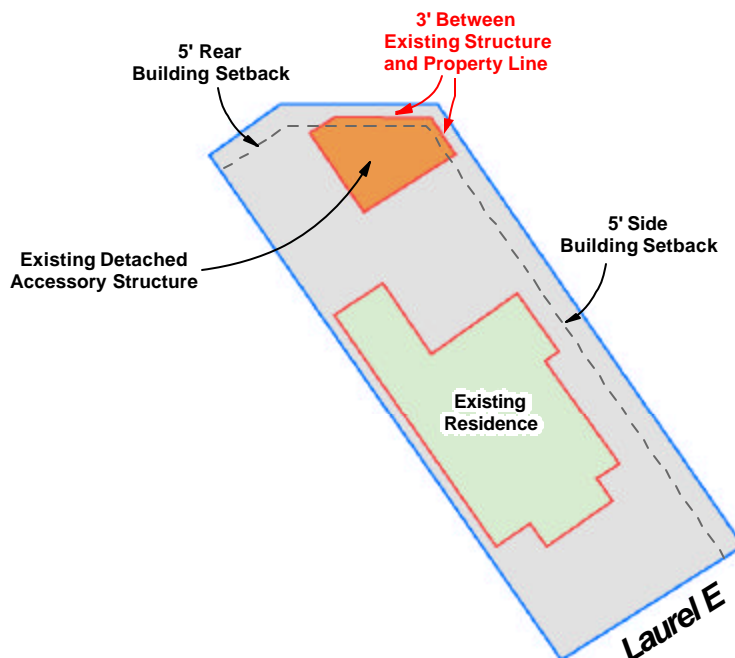 3' Between
Existing Structure
and Property Line
5' Rear
Building Setback
5' Side
Building Setback
Existing Detached
Accessory Structure
Existing
Residence
Laurel E